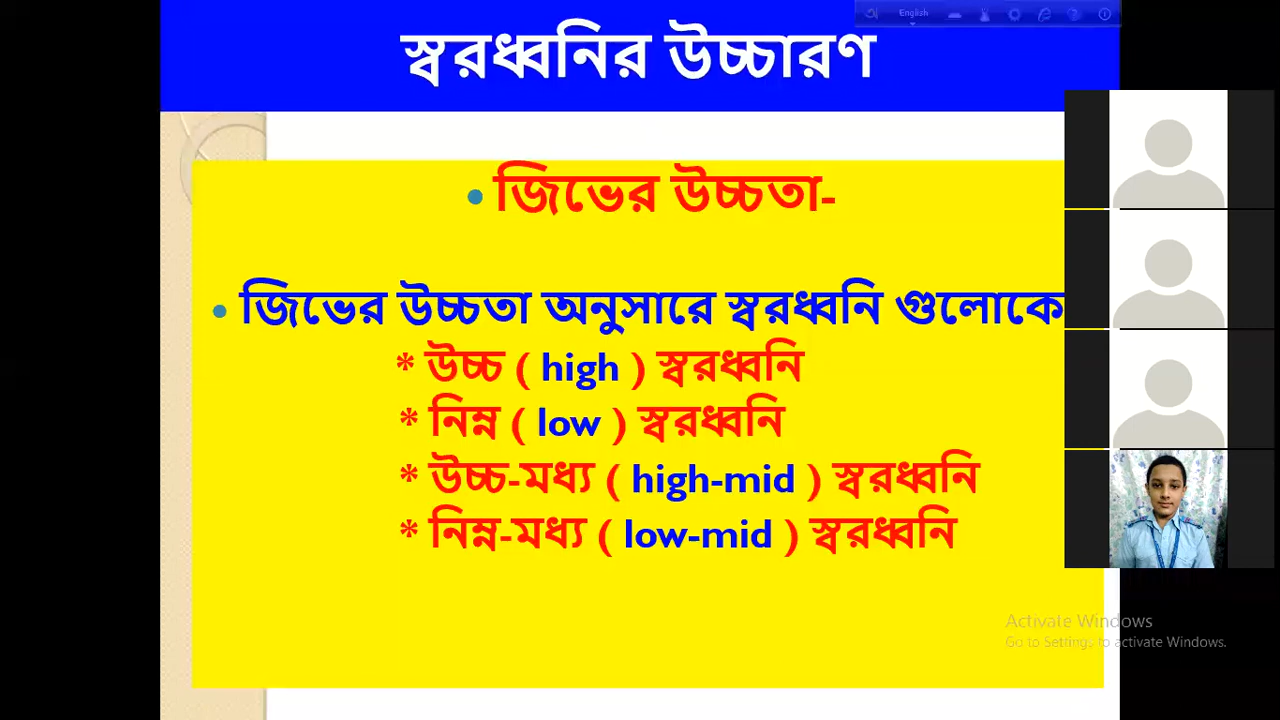 English
স্বরধ্বনির উচ্চারণ
• জিভের উচ্চতা-
• জিভের উচ্চতা অনুসারে স্বরধ্বনি গুলোকে
* উচ্চ ( high ) স্বরধ্বনি
* নিম্ন ( low ) স্বরধ্বনি
* উচ্চ-মধ্য ( high-mid ) স্বরধ্বনি
* নিম্ন-মধ্য ( low-mid ) স্বরধ্বনি
Activate Windows
Go to Settings to activate Windows.